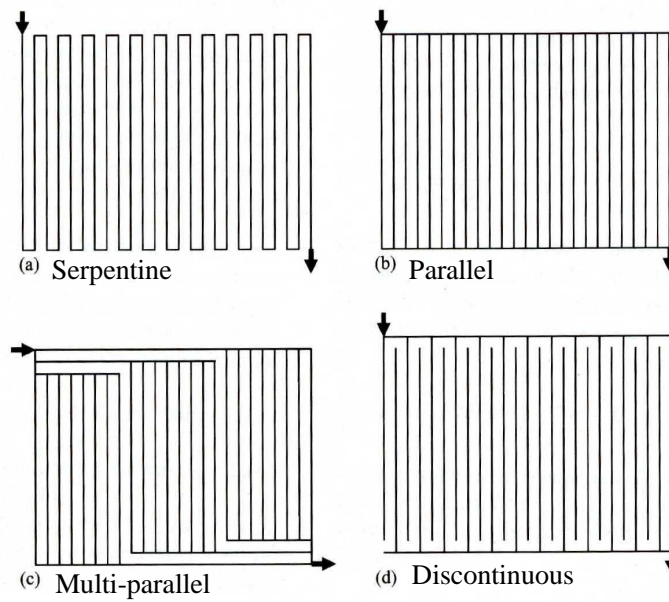 (a) Serpentine
(b) Parallel
(c) Multi-parallel
(d) Discontinuous